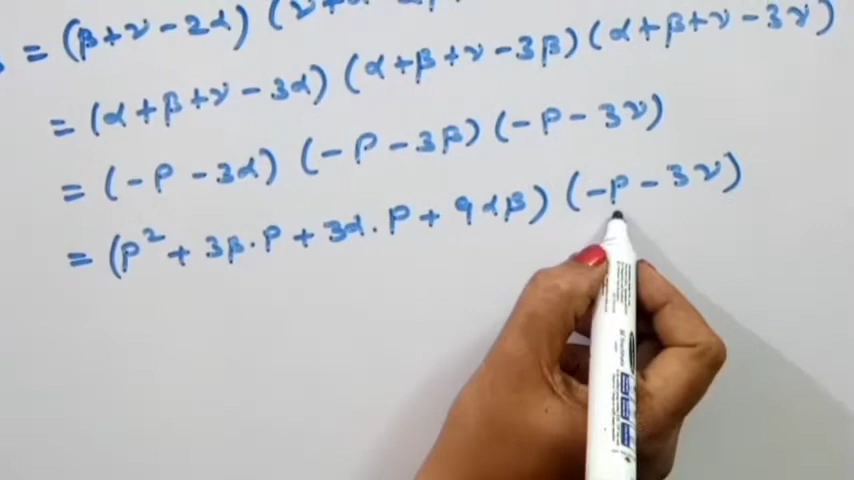 = (β+γ-2α)(γ+
= (α+β+γ-3α)(α+β+γ-3β)(α+β+γ-3γ)
= (-p-3α)(-p-3β)(-p-3γ)
= (p²+3β.p+3α.p+9αβ)(-p-3γ)